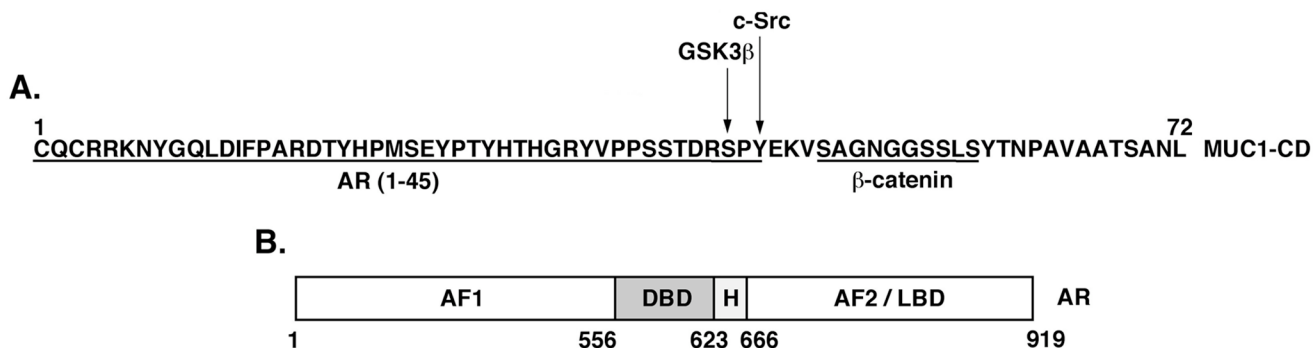 c-Src
GSK3β
A.
1
72
CQCRRKNYGQLDIFPARDTYHPMSEYPTYHTHGRYVPPSSTDRSPYEKVSAGNGGSSLSYTNPAVAATSANL MUC1-CD
AR (1-45)
β-catenin
B.
AF1
DBD
H
AF2 / LBD
AR
1
556
623
666
919